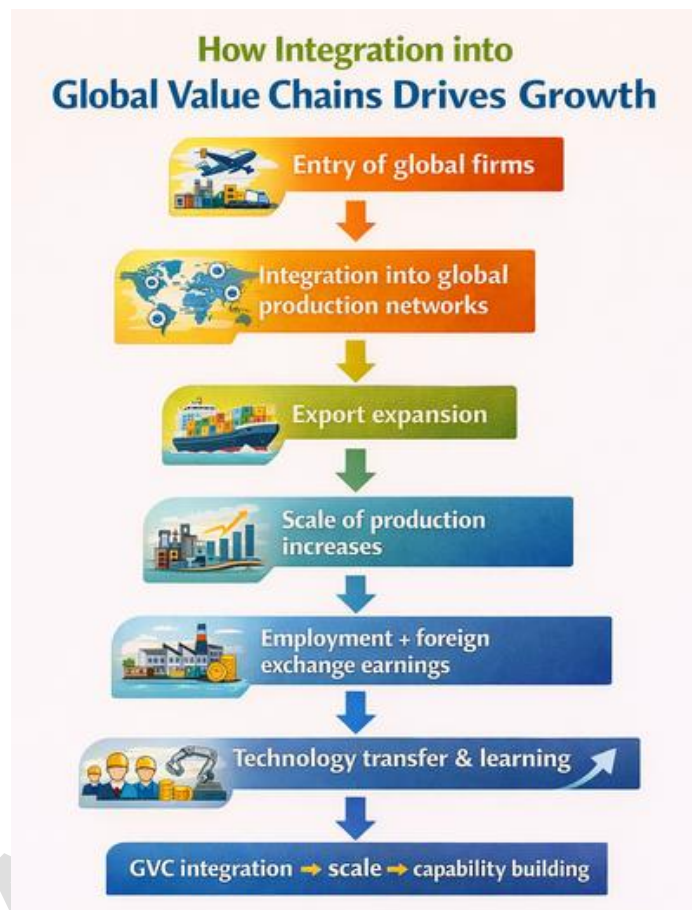 How Integration into
Global Value Chains Drives Growth
Entry of global firms
Integration into global
production networks
Export expansion
Scale of production
increases
Employment + foreign
exchange earnings
Technology transfer & learning
GVC integration → scale → capability building